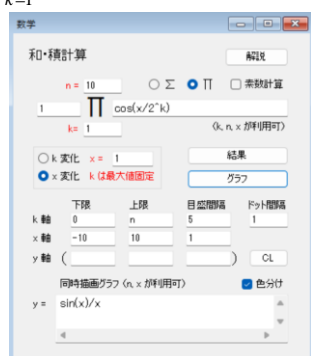 k=1
数学
和・積計算
解説
n = 10 Σ Π 素数計算
1 Π cos(x/2^k)
k= 1 (k, n, x が利用可)
k 変化 x = 1 結果
x 変化 k は最大値固定 グラフ
下限 上限 目盛間隔 ドット間隔
k 軸 0 n 5 1
x 軸 -10 10 1
y 軸 ( ) CL
同時描画グラフ (n, x が利用可) 色分け
y = sin(x)/x